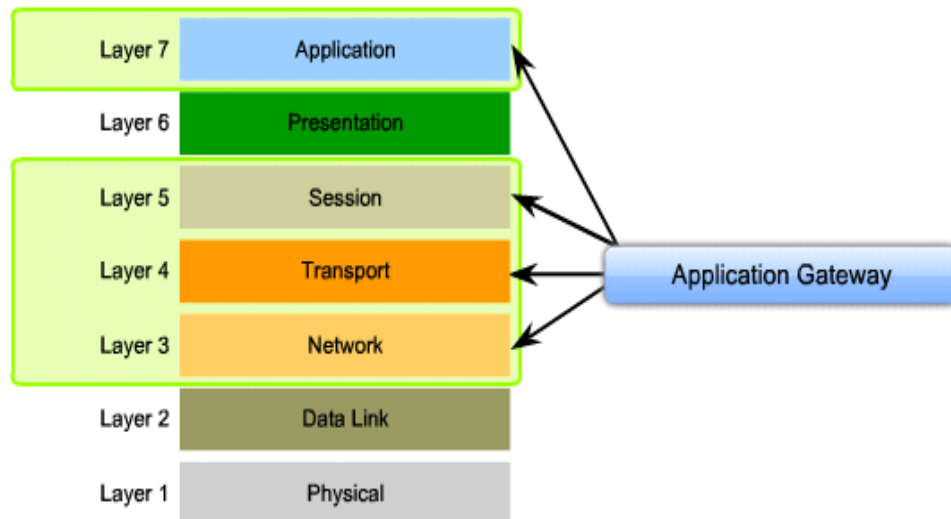 Layer 7 Application
Layer 6 Presentation
Layer 5 Session
Layer 4 Transport
Layer 3 Network
Layer 2 Data Link
Layer 1 Physical
Application Gateway